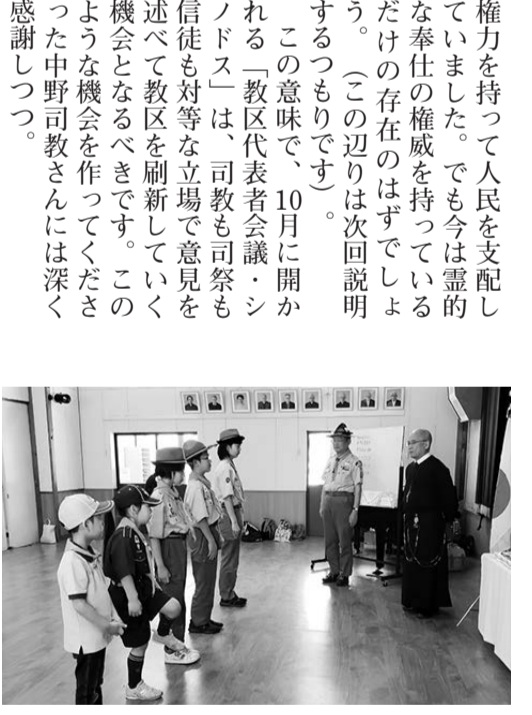 権力を持って人民を支配し
ていました。でも今は霊的
な奉仕の権威を持っている
だけの存在のはずでしょ
う。（この辺りは次回説明
するつもりです）。
この意味で、10月に開か
れる「教区代表者会議・シ
ノドス」は、司教も司祭も
信徒も対等な立場で意見を
述べて教区を刷新していく
機会となるべきです。この
ような機会を作ってくださ
った中野司教さんには深く
感謝しつつ。